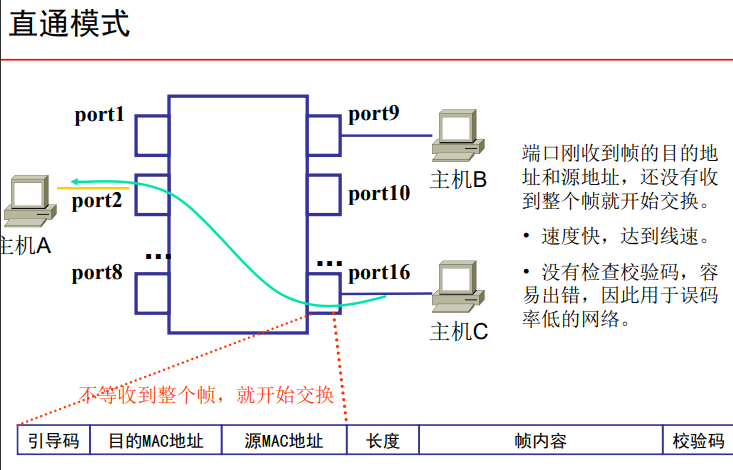 直通模式
port1
port9
port2
port10
...
...
port8
port16
主机A
主机B
主机C
端口刚收到帧的目的地
址和源地址，还没有收
到整个帧就开始交换。
• 速度快，达到线速。
• 没有检查校验码，容
易出错，因此用于误码
率低的网络。
不等收到整个帧，就开始交换
引导码 目的MAC地址 源MAC地址 长度 帧内容 校验码